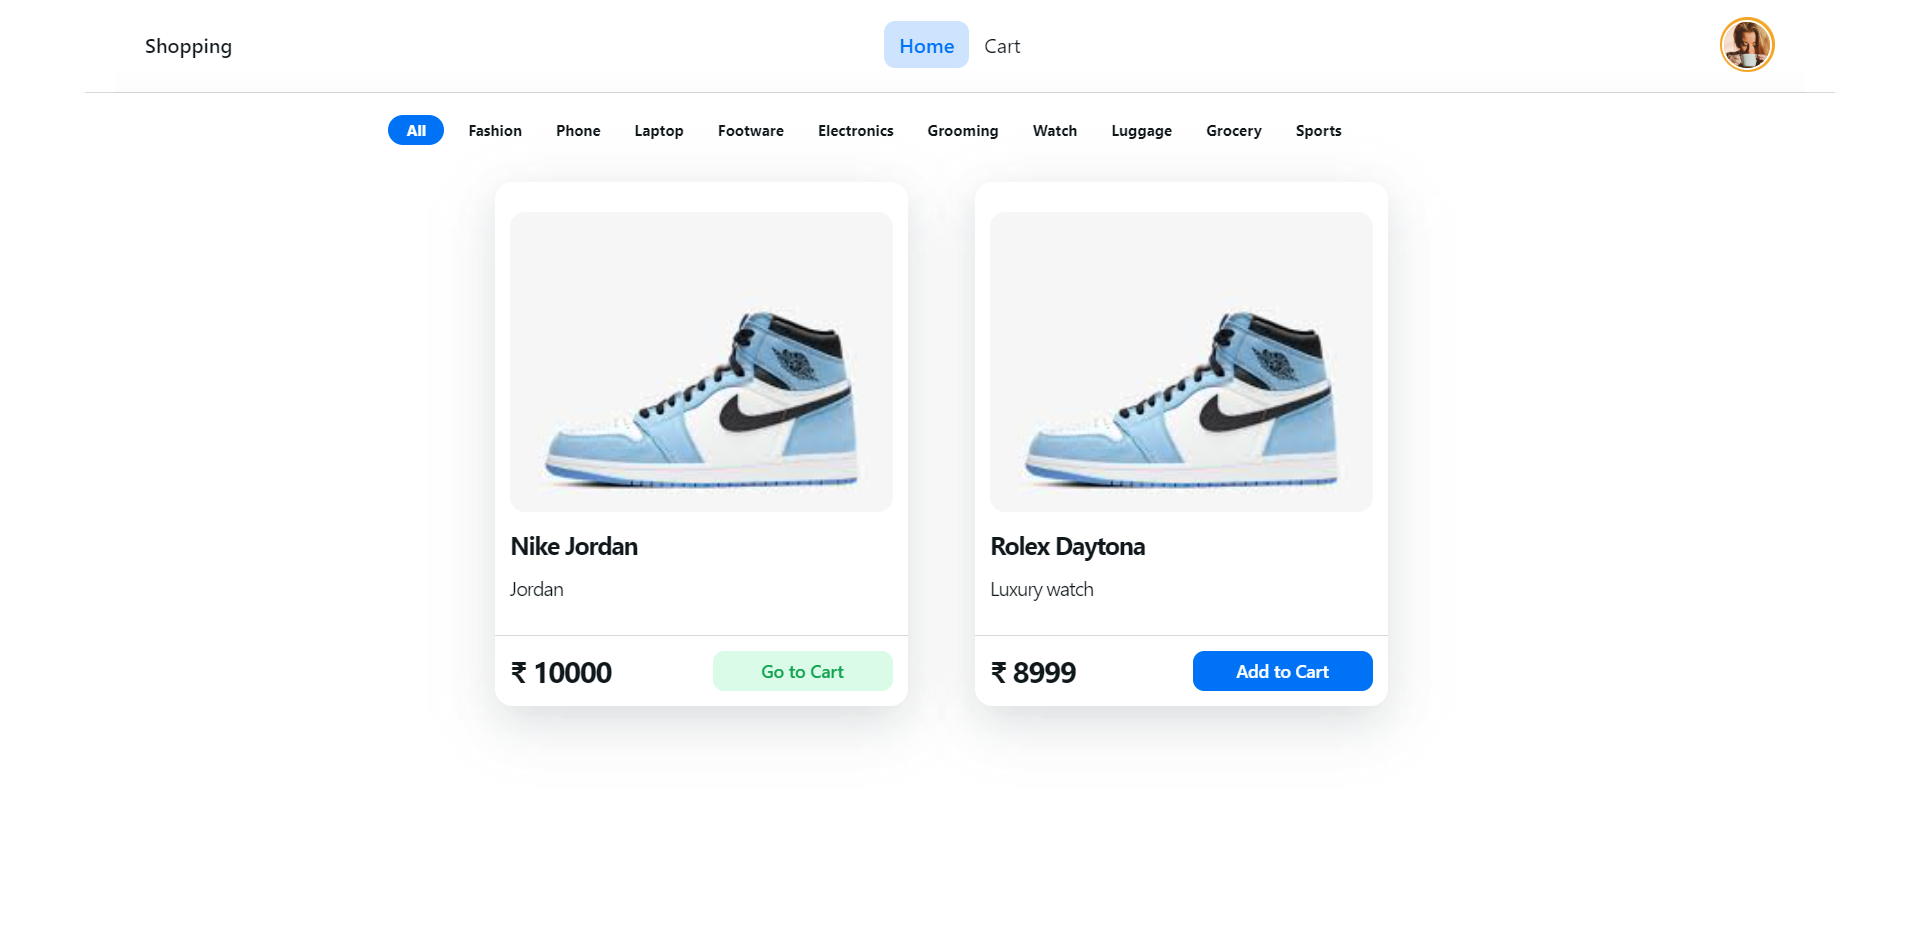 Shopping
Home Cart
All Fashion Phone Laptop Footware Electronics Grooming Watch Luggage Grocery Sports
Nike Jordan
Jordan
₹ 10000
Go to Cart
Rolex Daytona
Luxury watch
₹ 8999
Add to Cart